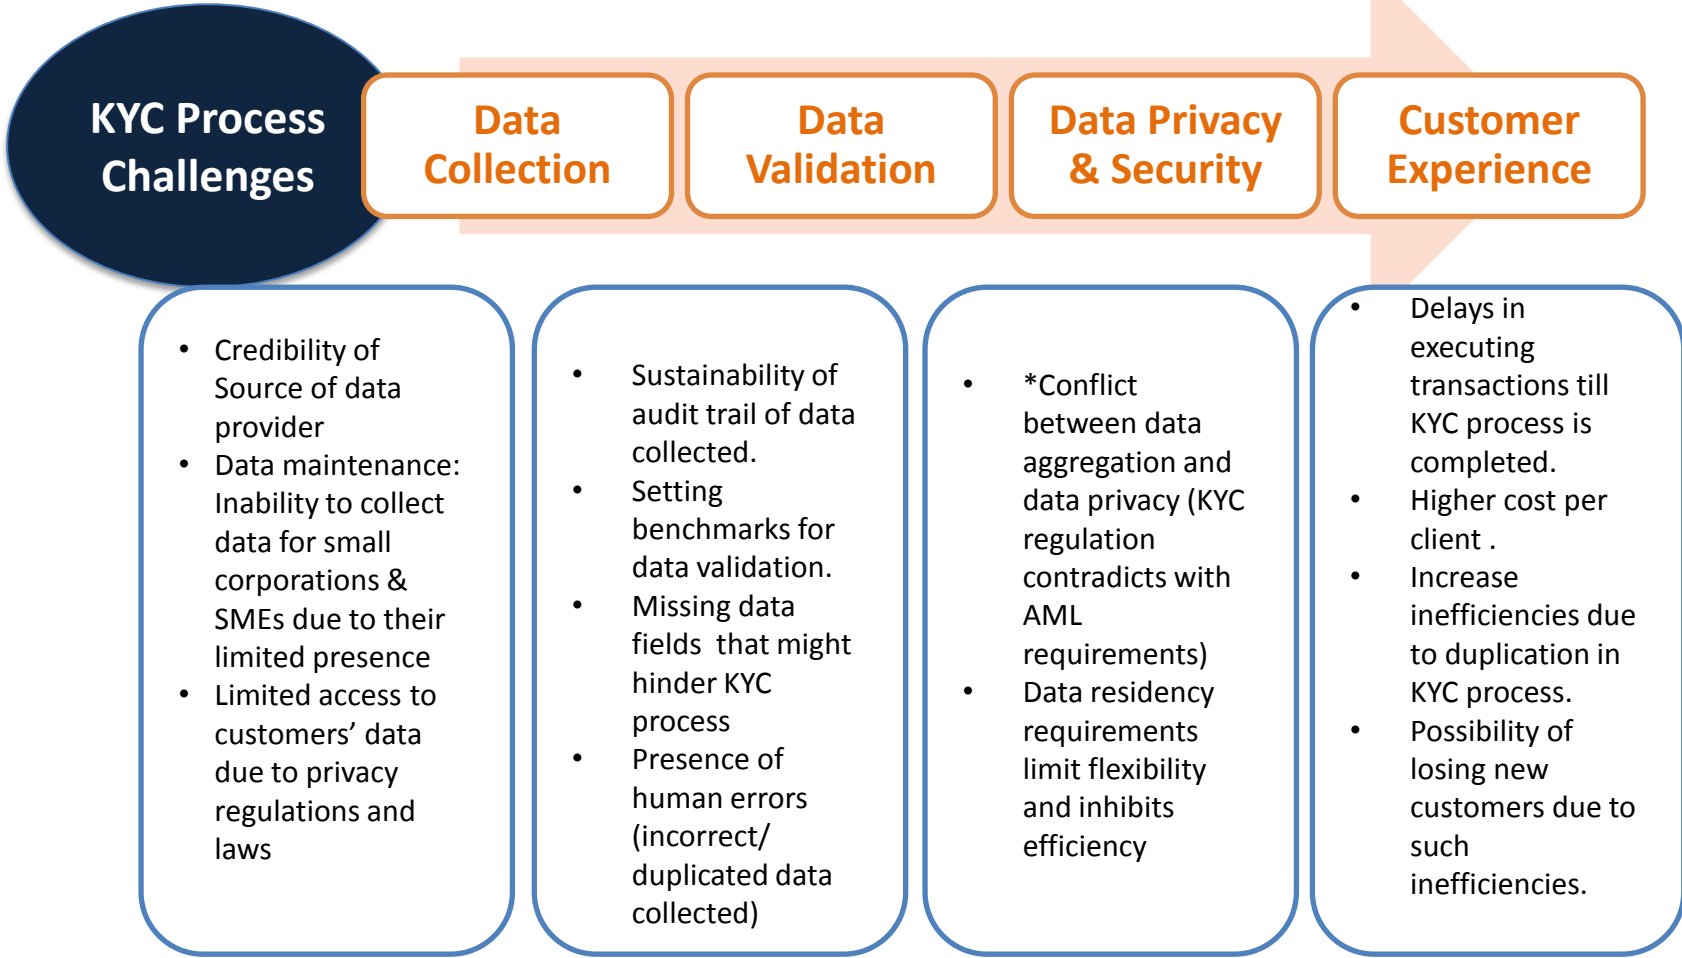 KYC Process
Challenges
Data
Collection
Data
Validation
Data Privacy
& Security
Customer
Experience
• Credibility of
Source of data
provider
• Data maintenance:
Inability to collect
data for small
corporations &
SMEs due to their
limited presence
• Limited access to
customers’ data
due to privacy
regulations and
laws
• Sustainability of
audit trail of data
collected.
• Setting
benchmarks for
data validation.
• Missing data
fields  that might
hinder KYC
process
• Presence of
human errors
(incorrect/
duplicated data
collected)
• *Conflict
between data
aggregation and
data privacy (KYC
regulation
contradicts with
AML
requirements)
• Data residency
requirements
limit flexibility
and inhibits
efficiency
• Delays in
executing
transactions till
KYC process is
completed.
• Higher cost per
client .
• Increase
inefficiencies due
to duplication in
KYC process.
• Possibility of
losing new
customers due to
such
inefficiencies.